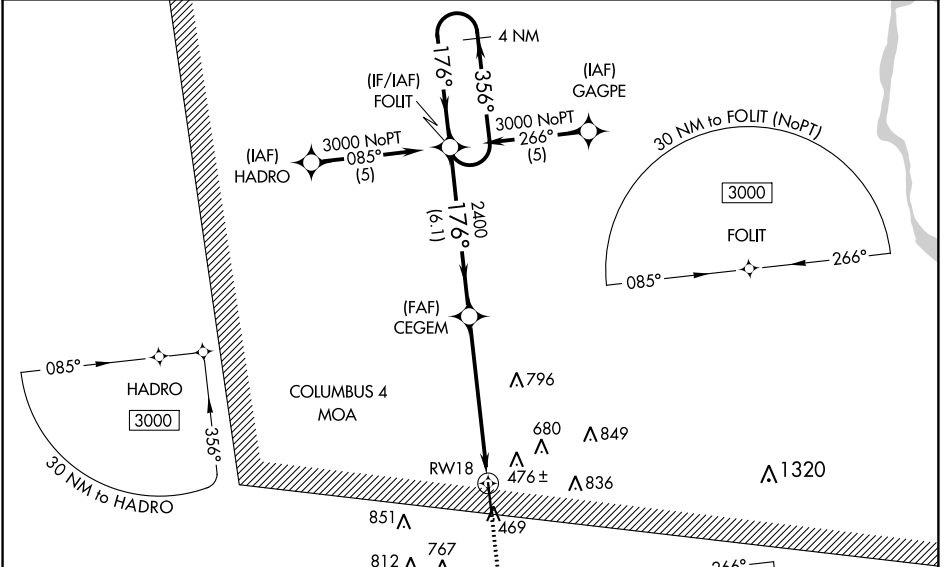 4 NM
176°
356°
(IF/IAF)
FOLIT
(IAF)
GAGPE
3000 NoPT
266°
(5)
(IAF)
HADRO
3000 NoPT
085°
(5)
30 NM to FOLIT (NoPT)
3000
FOLIT
085°
266°
2400
176°
(6.1)
(FAF)
CEGEM
085°
HADRO
3000
356°
30 NM to HADRO
COLUMBUS 4
MOA
796
680
849
476 ±
836
1320
RW18
469
851
812
767
266°